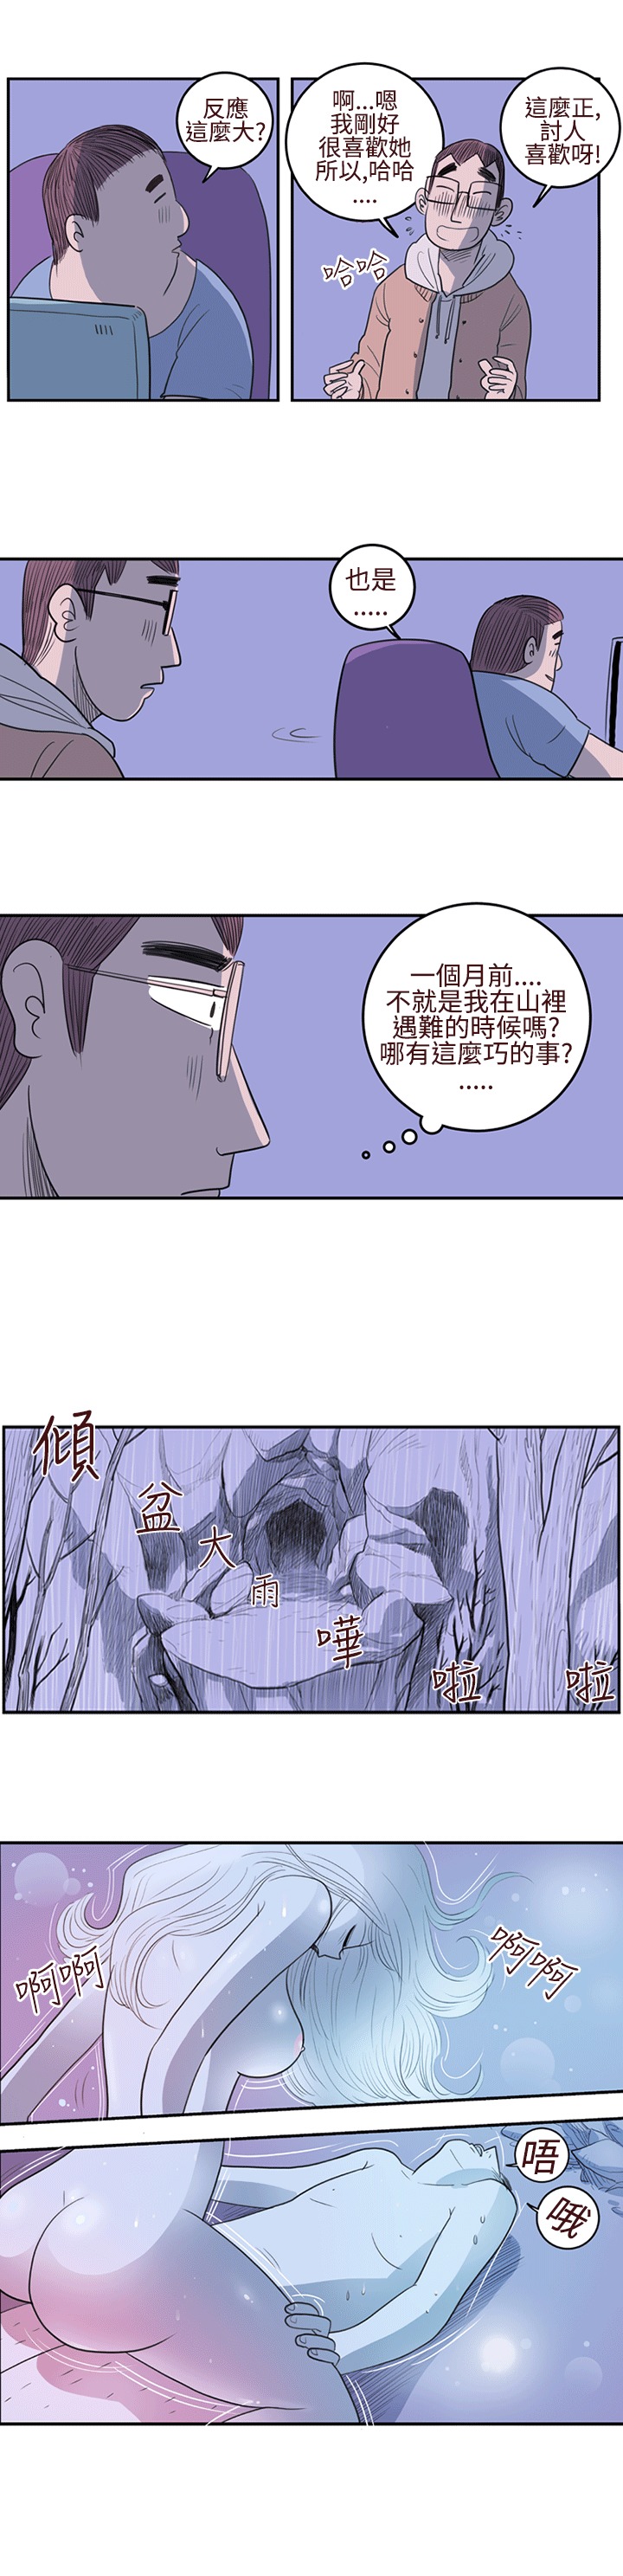 反應
這麼大?
啊...嗯
我剛好
很喜歡她
所以,哈哈
....
這麼正,
討人
喜歡呀!
哈哈
也是
.....
一個月前....
不就是我在山裡
遇難的時候嗎?
哪有這麼巧的事?
.....
傾盆大雨
嘩啦啦
啊啊
啊啊
唔
哦